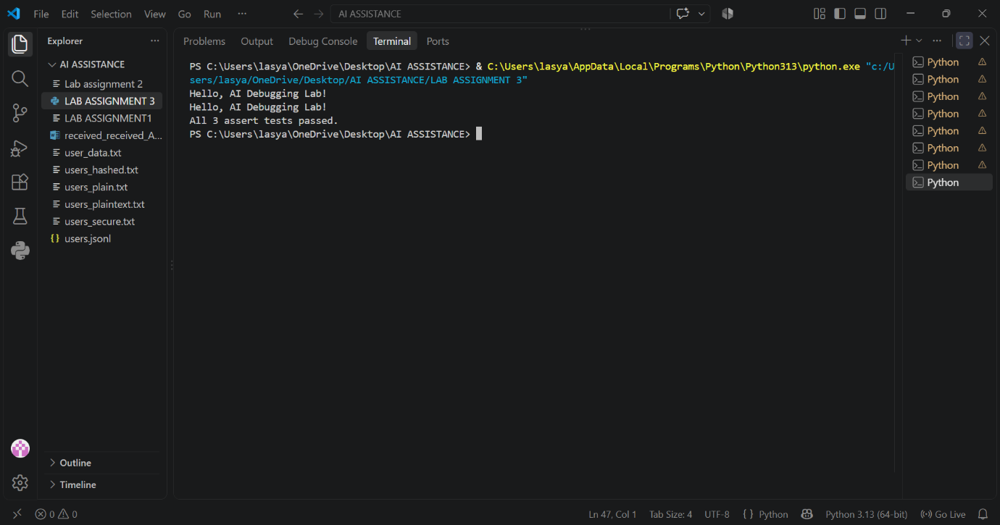 File Edit Selection View Go Run ··· AI ASSISTANCE
Explorer ···
AI ASSISTANCE
Lab assignment 2
LAB ASSIGNMENT 3
LAB ASSIGNMENT1
received_received_A...
user_data.txt
users_hashed.txt
users_plain.txt
users_plaintext.txt
users_secure.txt
{} users.jsonl
Outline
Timeline
Problems Output Debug Console Terminal Ports
PS C:\Users\lasya\OneDrive\Desktop\AI ASSISTANCE> & C:\Users\lasya\AppData\Local\Programs\Python\Python313\python.exe "c:/U
sers/lasya/OneDrive/Desktop/AI ASSISTANCE/LAB ASSIGNMENT 3"
Hello, AI Debugging Lab!
Hello, AI Debugging Lab!
All 3 assert tests passed.
PS C:\Users\lasya\OneDrive\Desktop\AI ASSISTANCE>
Python
Python
Python
Python
Python
Python
Python
Python
0 0 Ln 47, Col 1 Tab Size: 4 UTF-8 {} Python Python 3.13 (64-bit) Go Live